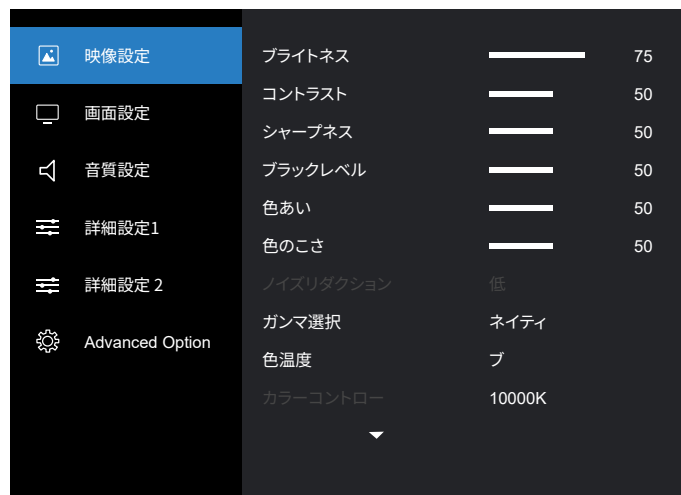 映像設定
画面設定
音質設定
詳細設定1
詳細設定 2
Advanced Option
ブライトネス 75
コントラスト 50
シャープネス 50
ブラックレベル 50
色あい 50
色のこさ 50
ノイズリダクション 低
ガンマ選択 ネイティ
色温度 ブ
カラーコントロー 10000K